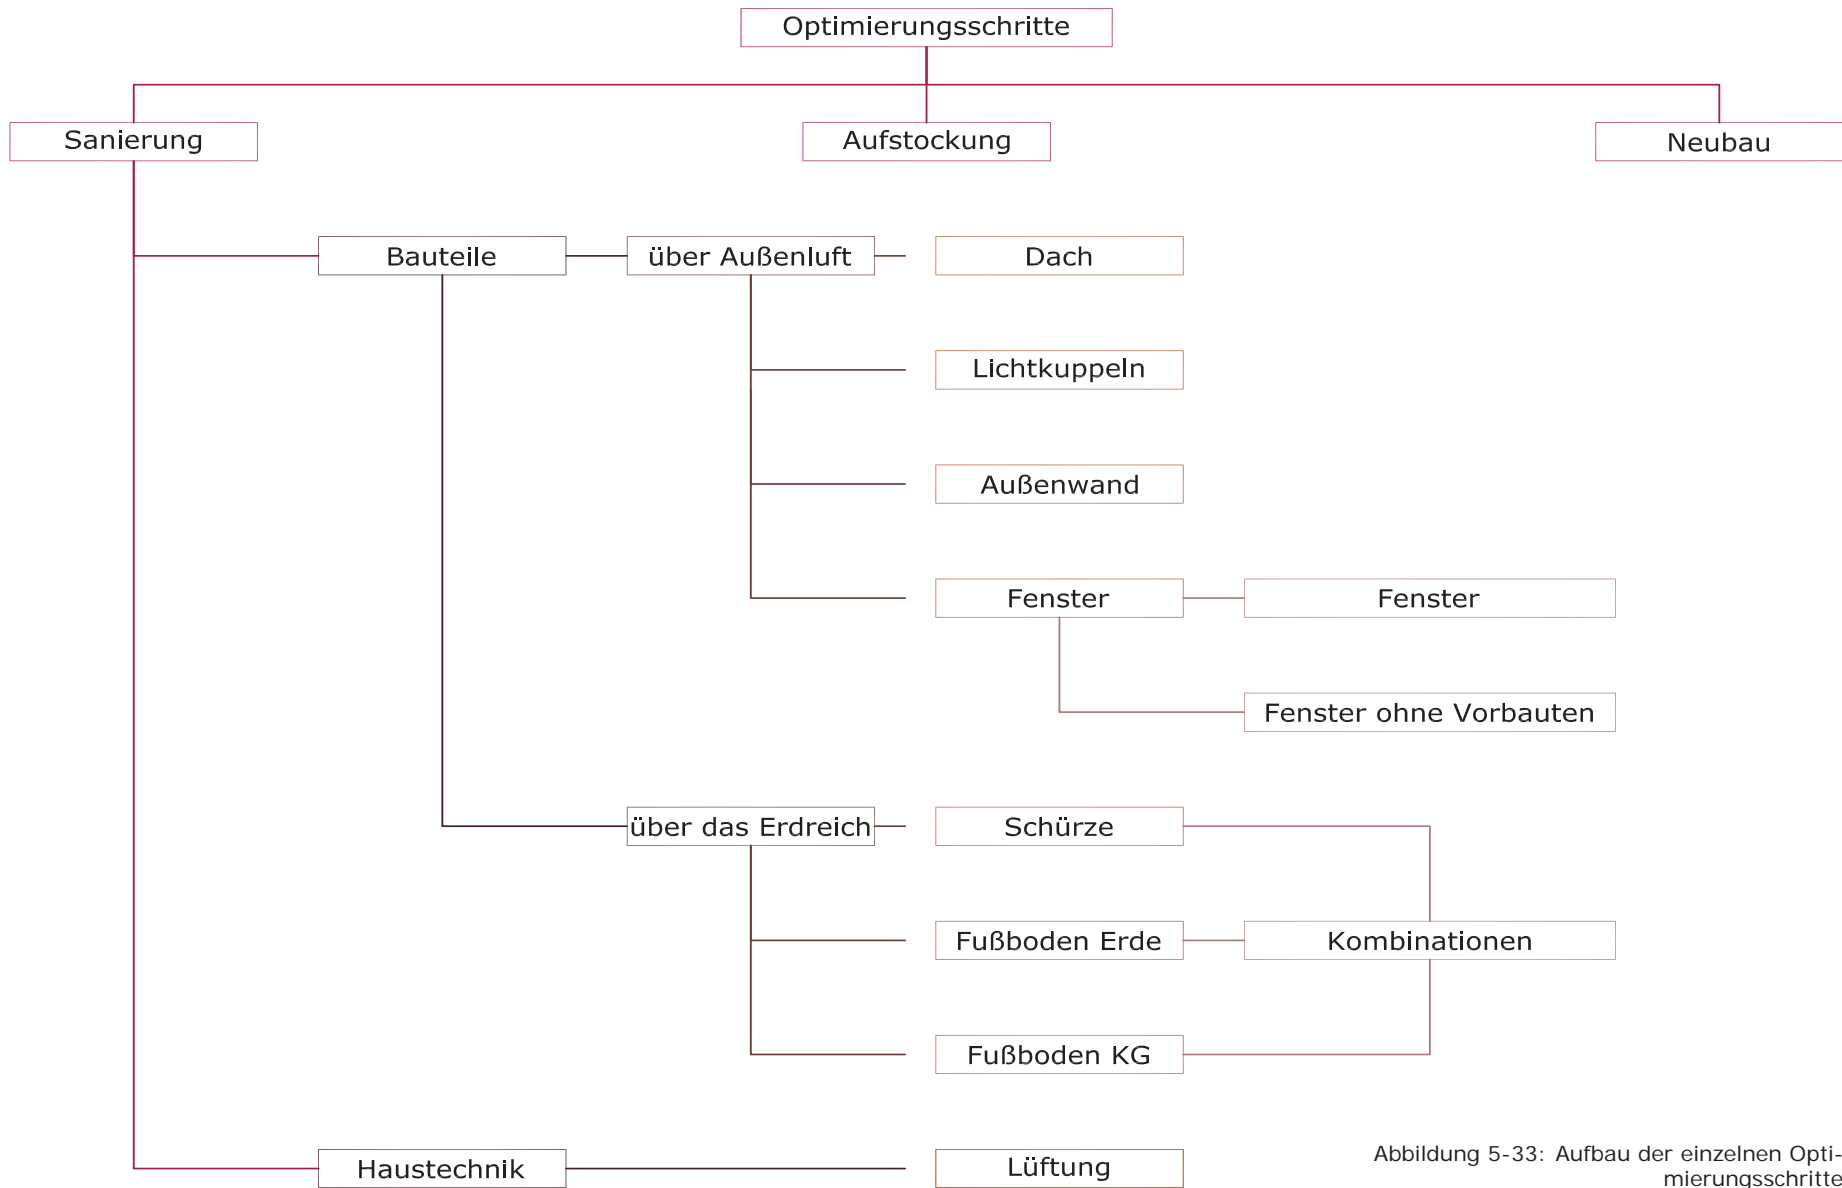 Optimierungsschritte
Sanierung
Aufstockung
Neubau
Bauteile
über Außenluft
Dach
Lichtkuppeln
Außenwand
Fenster
Fenster
Fenster ohne Vorbauten
über das Erdreich
Schürze
Fußboden Erde
Kombinationen
Fußboden KG
Haustechnik
Lüftung
Abbildung 5-33: Aufbau der einzelnen Opti-
mierungsschritte